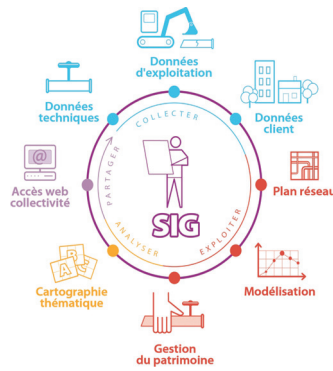 Données
d'exploitation
Données
techniques
Données
client
COLLECTER
PARTAGER
@
Accès web
collectivité
SIG
Plan réseau
ANALYSER
EXPLOITER
A
B
Cartographie
thématique
Modélisation
Gestion
du patrimoine